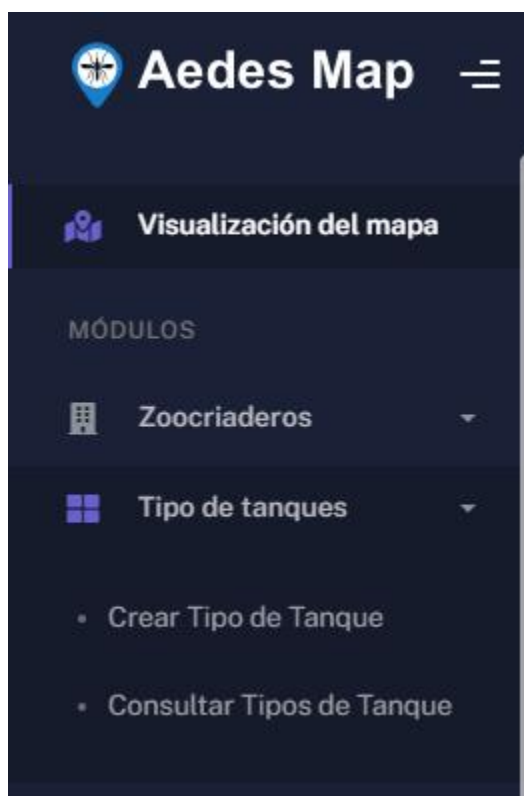 Aedes Map
Visualización del mapa
MÓDULOS
Zoocriaderos
Tipo de tanques
Crear Tipo de Tanque
Consultar Tipos de Tanque